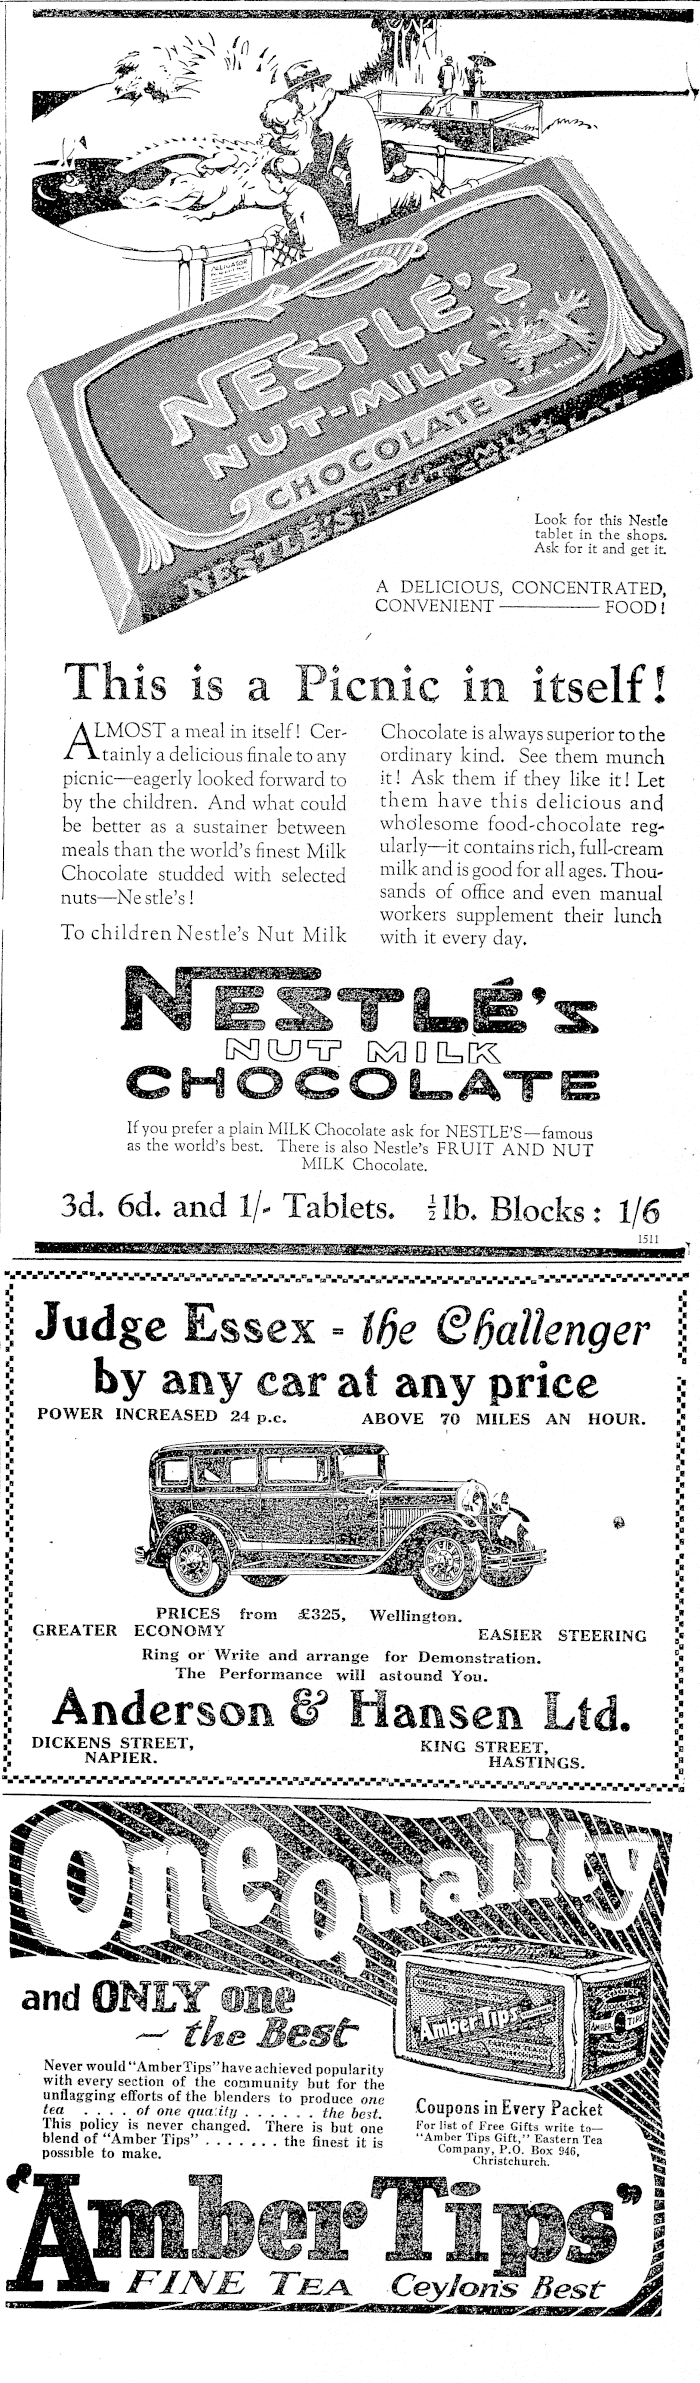 ALLIGATOR
NESTLÉ'S
NUT-MILK
CHOCOLATE
NESTLÉ'S NUT-MILK CHOCOLATE
Look for this Nestle
tablet in the shops.
Ask for it and get it.
A DELICIOUS, CONCENTRATED,
CONVENIENT ———— FOOD!
This is a Picnic in itself!
ALMOST a meal in itself! Cer-
tainly a delicious finale to any
picnic—eagerly looked forward to
by the children. And what could
be better as a sustainer between
meals than the world's finest Milk
Chocolate studded with selected
nuts—Ne stle's!
To children Nestle's Nut Milk
Chocolate is always superior to the
ordinary kind. See them munch
it! Ask them if they like it! Let
them have this delicious and
wholesome food-chocolate reg-
ularly—it contains rich, full-cream
milk and is good for all ages. Thou-
sands of office and even manual
workers supplement their lunch
with it every day.
NESTLÉ'S
NUT MILK
CHOCOLATE
If you prefer a plain MILK Chocolate ask for NESTLE'S—famous
as the world's best. There is also Nestle's FRUIT AND NUT
MILK Chocolate.
3d. 6d. and 1/- Tablets. ½lb. Blocks: 1/6
1511
Judge Essex - the Challenger
by any car at any price
POWER INCREASED 24 p.c. ABOVE 70 MILES AN HOUR.
PRICES from £325, Wellington.
GREATER ECONOMY EASIER STEERING
Ring or Write and arrange for Demonstration.
The Performance will astound You.
Anderson & Hansen Ltd.
DICKENS STREET, NAPIER.
KING STREET, HASTINGS.
One Quality
and ONLY one
— the Best
Amber Tips
AMBER TIPS
Never would "Amber Tips" have achieved popularity
with every section of the community but for the
unflagging efforts of the blenders to produce one
tea . . . . of one quality . . . . . . the best.
This policy is never changed. There is but one
blend of "Amber Tips" . . . . . . . the finest it is
possible to make.
Coupons in Every Packet
For list of Free Gifts write to—
"Amber Tips Gift," Eastern Tea
Company, P.O. Box 946,
Christchurch.
"Amber Tips"
FINE TEA Ceylon's Best